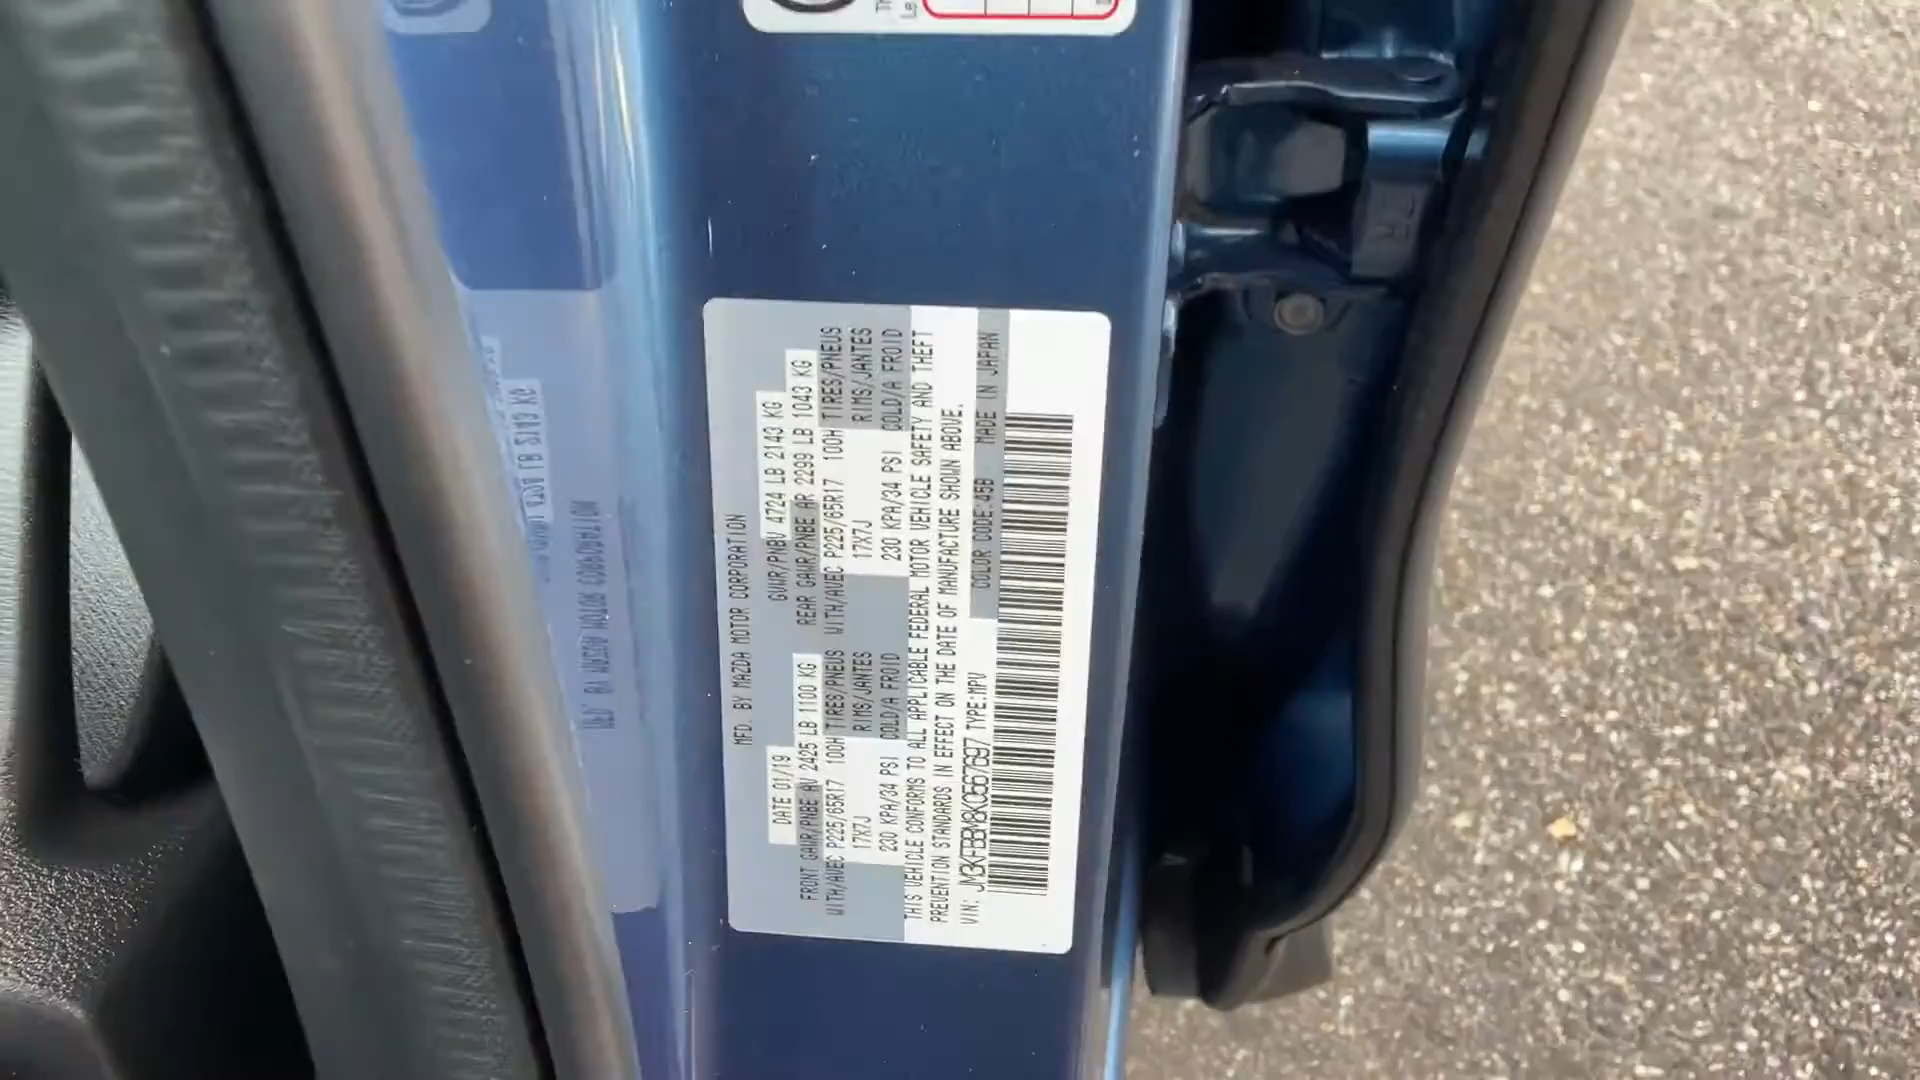 MFD. BY MAZDA MOTOR CORPORATION
DATE 01/19 GVWR/PNBV 4724 LB 2143 KG
FRONT GAWR/PNBE AV 2425 LB 1100 KG REAR GAWR/PNBE AR 2299 LB 1043 KG
WITH/AVEC P225/65R17 100H TIRES/PNEUS WITH/AVEC P225/65R17 100H TIRES/PNEUS
17X7J RIMS/JANTES 17X7J RIMS/JANTES
230 KPA/34 PSI COLD/A FROID 230 KPA/34 PSI COLD/A FROID
THIS VEHICLE CONFORMS TO ALL APPLICABLE FEDERAL MOTOR VEHICLE SAFETY AND THEFT
PREVENTION STANDARDS IN EFFECT ON THE DATE OF MANUFACTURE SHOWN ABOVE.
VIN: JM3KFBBM8K0567697 TYPE:MPV
COLOR CODE:45B MADE IN JAPAN